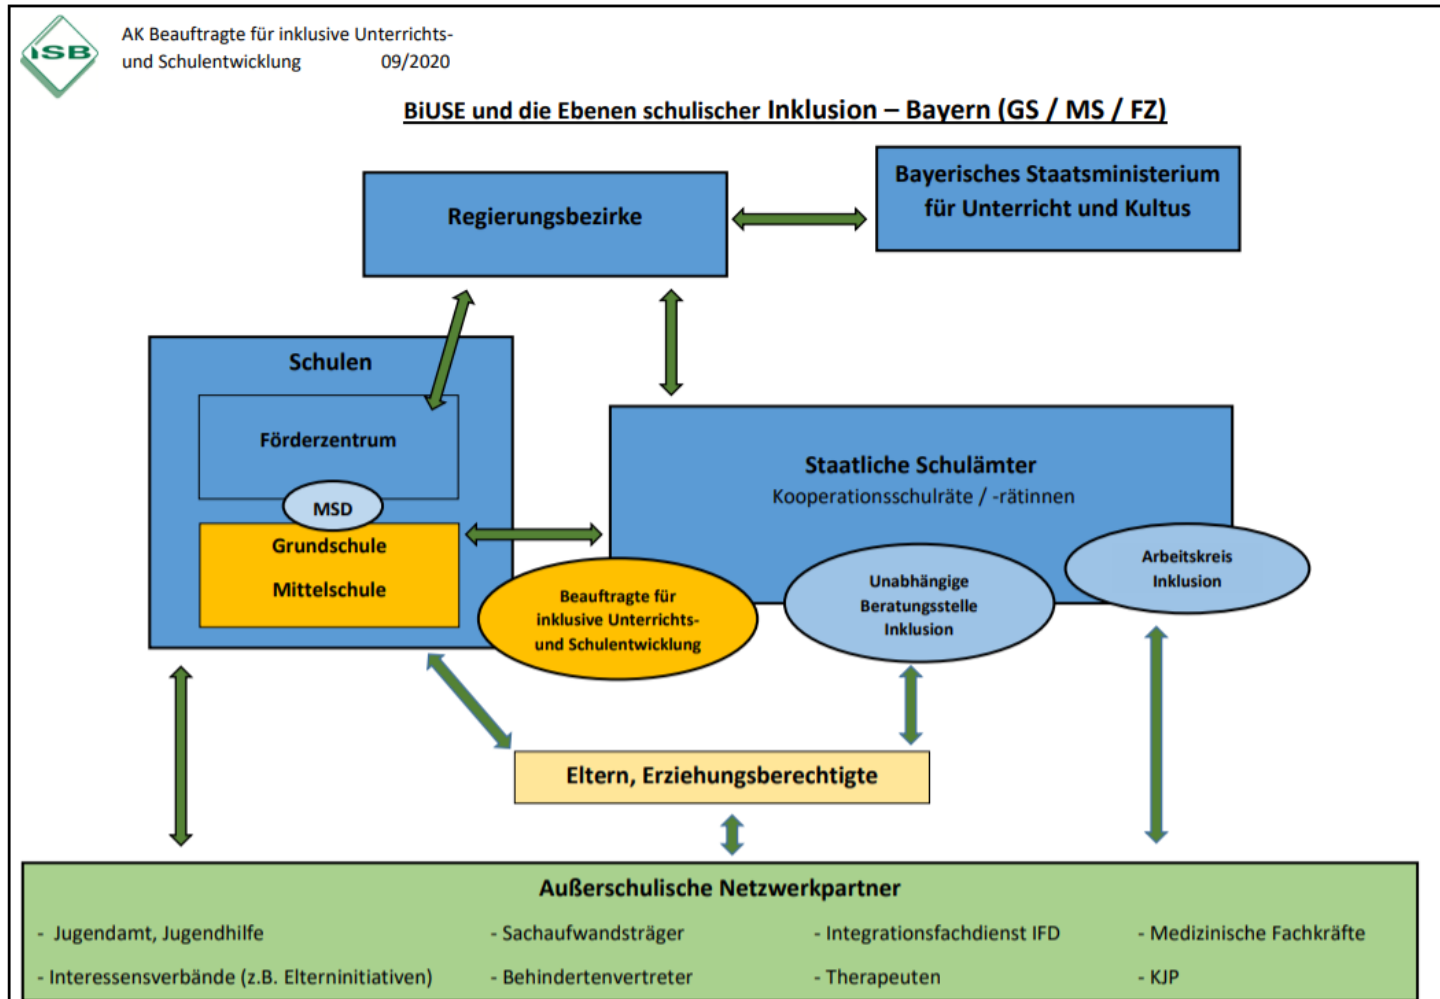 iSB
AK Beauftragte für inklusive Unterrichts-
und Schulentwicklung 09/2020
BiUSE und die Ebenen schulischer Inklusion – Bayern (GS / MS / FZ)
Bayerisches Staatsministerium
für Unterricht und Kultus
Regierungsbezirke
Schulen
Förderzentrum
MSD
Grundschule
Mittelschule
Staatliche Schulämter
Kooperationsschulräte / -rätinnen
Beauftragte für
inklusive Unterrichts-
und Schulentwicklung
Unabhängige
Beratungsstelle
Inklusion
Arbeitskreis
Inklusion
Eltern, Erziehungsberechtigte
Außerschulische Netzwerkpartner
- Jugendamt, Jugendhilfe - Sachaufwandsträger - Integrationsfachdienst IFD - Medizinische Fachkräfte
- Interessensverbände (z.B. Elterninitiativen) - Behindertenvertreter - Therapeuten - KJP